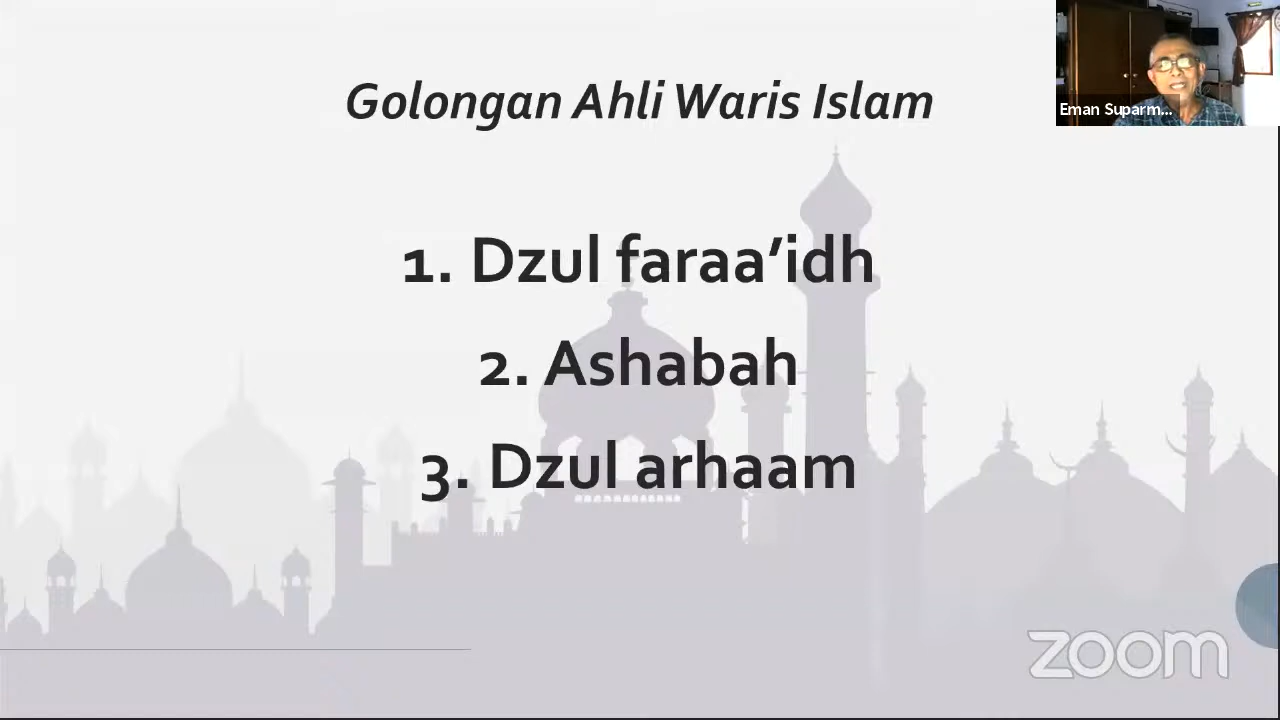 Golongan Ahli Waris Islam
Eman Suparm...
1. Dzul faraa’idh
2. Ashabah
3. Dzul arhaam
zoom